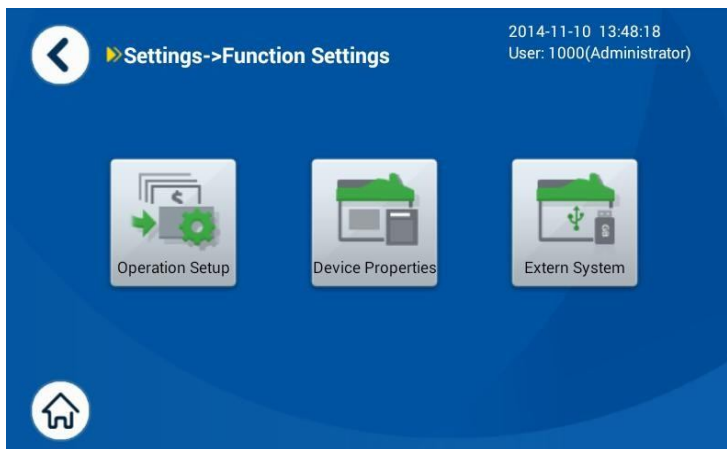 2014-11-10 13:48:18
Settings->Function Settings
User: 1000(Administrator)
Operation Setup
Device Properties
Extern System